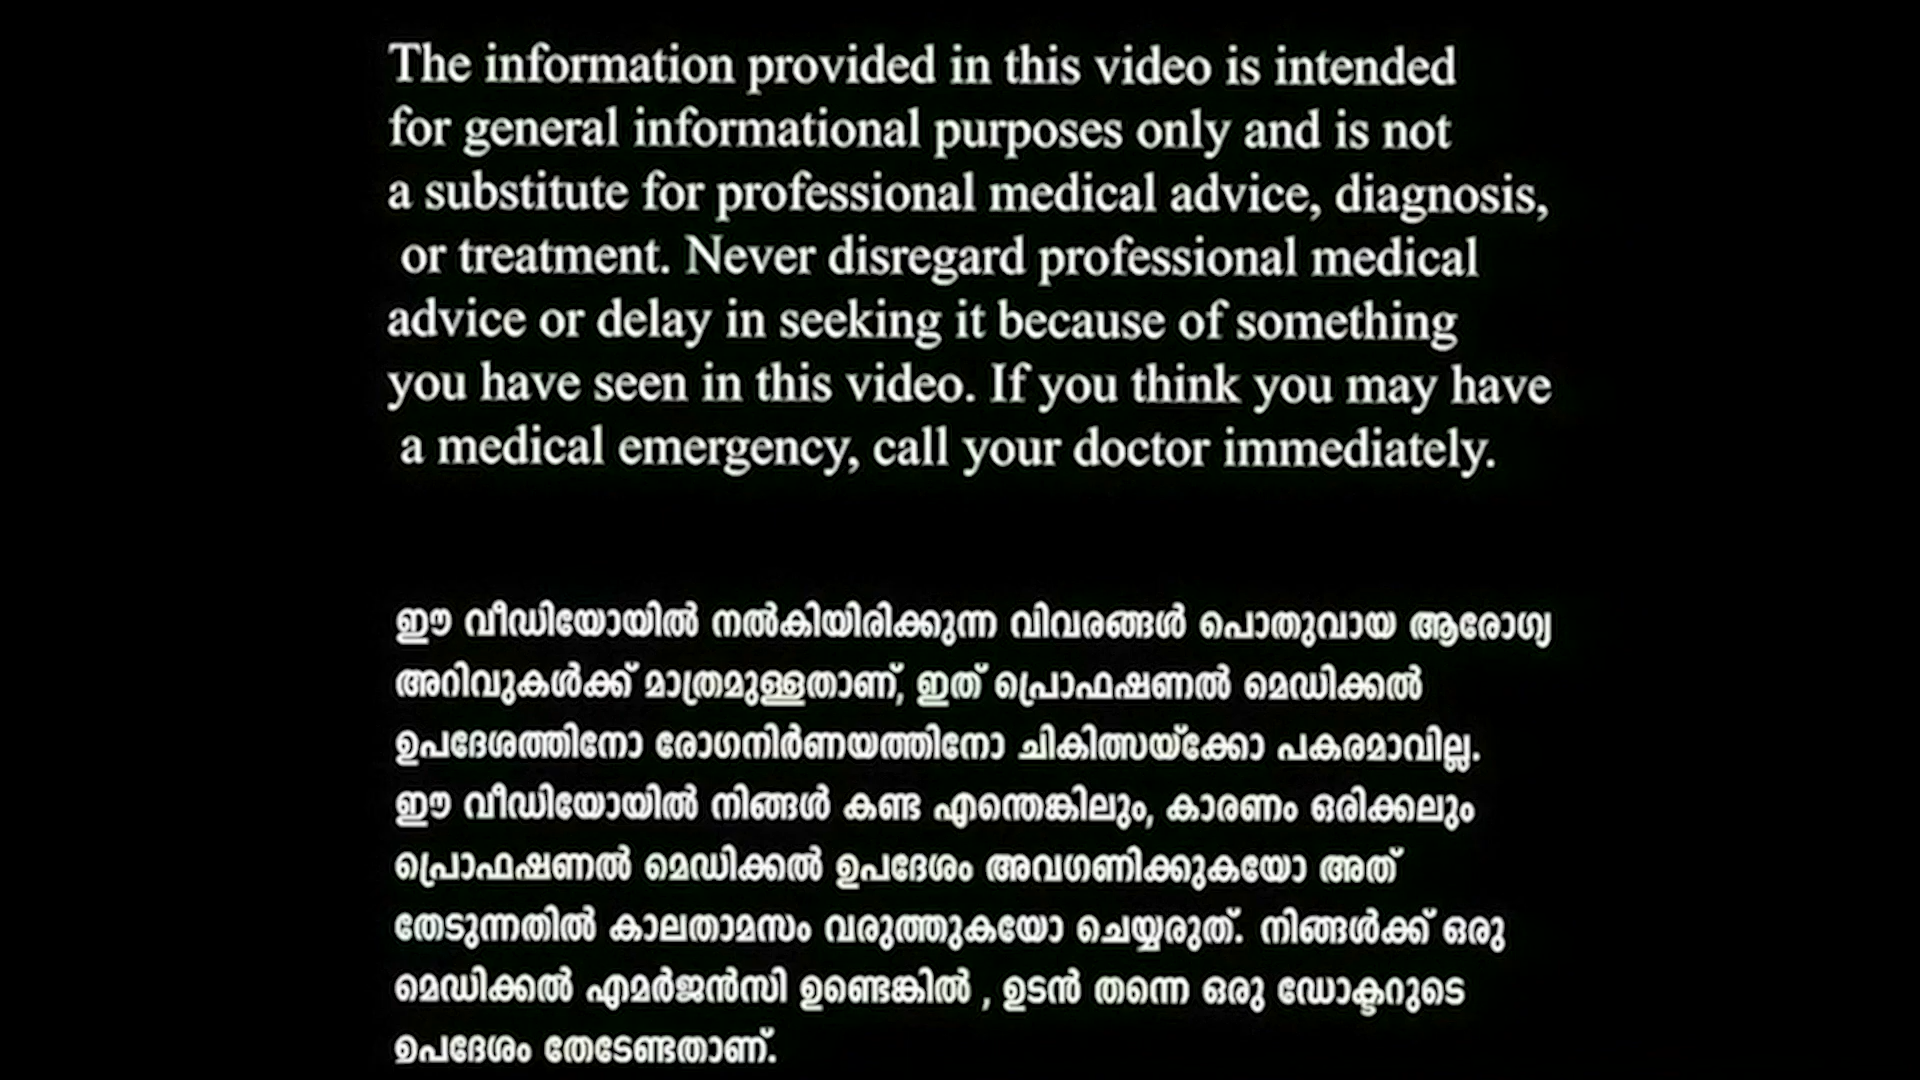 The information provided in this video is intended
for general informational purposes only and is not
a substitute for professional medical advice, diagnosis,
or treatment. Never disregard professional medical
advice or delay in seeking it because of something
you have seen in this video. If you think you may have
a medical emergency, call your doctor immediately.
ഈ വീഡിയോയിൽ നൽകിയിരിക്കുന്ന വിവരങ്ങൾ പൊതുവായ ആരോഗ്യ
അറിവുകൾക്ക് മാത്രമുള്ളതാണ്, ഇത് പ്രൊഫഷണൽ മെഡിക്കൽ
ഉപദേശത്തിനോ രോഗനിർണയത്തിനോ ചികിത്സയ്ക്കോ പകരമാവില്ല.
ഈ വീഡിയോയിൽ നിങ്ങൾ കണ്ട എന്തെങ്കിലും, കാരണം ഒരിക്കലും
പ്രൊഫഷണൽ മെഡിക്കൽ ഉപദേശം അവഗണിക്കുകയോ അത്
തേടുന്നതിൽ കാലതാമസം വരുത്തുകയോ ചെയ്യരുത്. നിങ്ങൾക്ക് ഒരു
മെഡിക്കൽ എമർജൻസി ഉണ്ടെങ്കിൽ , ഉടൻ തന്നെ ഒരു ഡോക്ടറുടെ
ഉപദേശം തേടേണ്ടതാണ്.